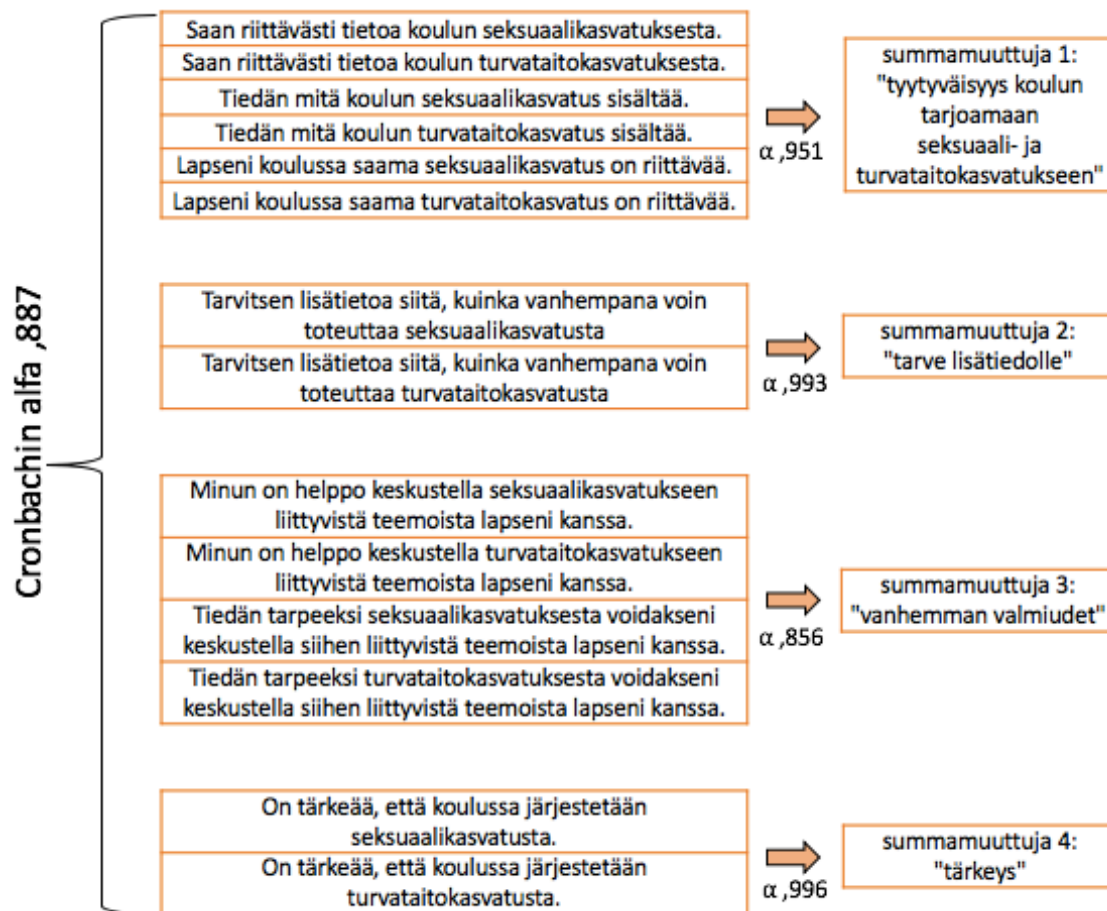 Cronbachin alfa ,887
Saan riittävästi tietoa koulun seksuaalikasvatuksesta.
Saan riittävästi tietoa koulun turvataitokasvatuksesta.
Tiedän mitä koulun seksuaalikasvatus sisältää.
Tiedän mitä koulun turvataitokasvatus sisältää.
Lapseni koulussa saama seksuaalikasvatus on riittävää.
Lapseni koulussa saama turvataitokasvatus on riittävää.
α ,951
summamuuttuja 1:
"tyytyväisyys koulun
tarjoamaan
seksuaali- ja
turvataitokasvatukseen"
Tarvitsen lisätietoa siitä, kuinka vanhempana voin
toteuttaa seksuaalikasvatusta
Tarvitsen lisätietoa siitä, kuinka vanhempana voin
toteuttaa turvataitokasvatusta
α ,993
summamuuttuja 2:
"tarve lisätiedolle"
Minun on helppo keskustella seksuaalikasvatukseen
liittyvistä teemoista lapseni kanssa.
Minun on helppo keskustella turvataitokasvatukseen
liittyvistä teemoista lapseni kanssa.
Tiedän tarpeeksi seksuaalikasvatuksesta voidakseni
keskustella siihen liittyvistä teemoista lapseni kanssa.
Tiedän tarpeeksi turvataitokasvatuksesta voidakseni
keskustella siihen liittyvistä teemoista lapseni kanssa.
α ,856
summamuuttuja 3:
"vanhemman valmiudet"
On tärkeää, että koulussa järjestetään
seksuaalikasvatusta.
On tärkeää, että koulussa järjestetään
turvataitokasvatusta.
α ,996
summamuuttuja 4:
"tärkeys"